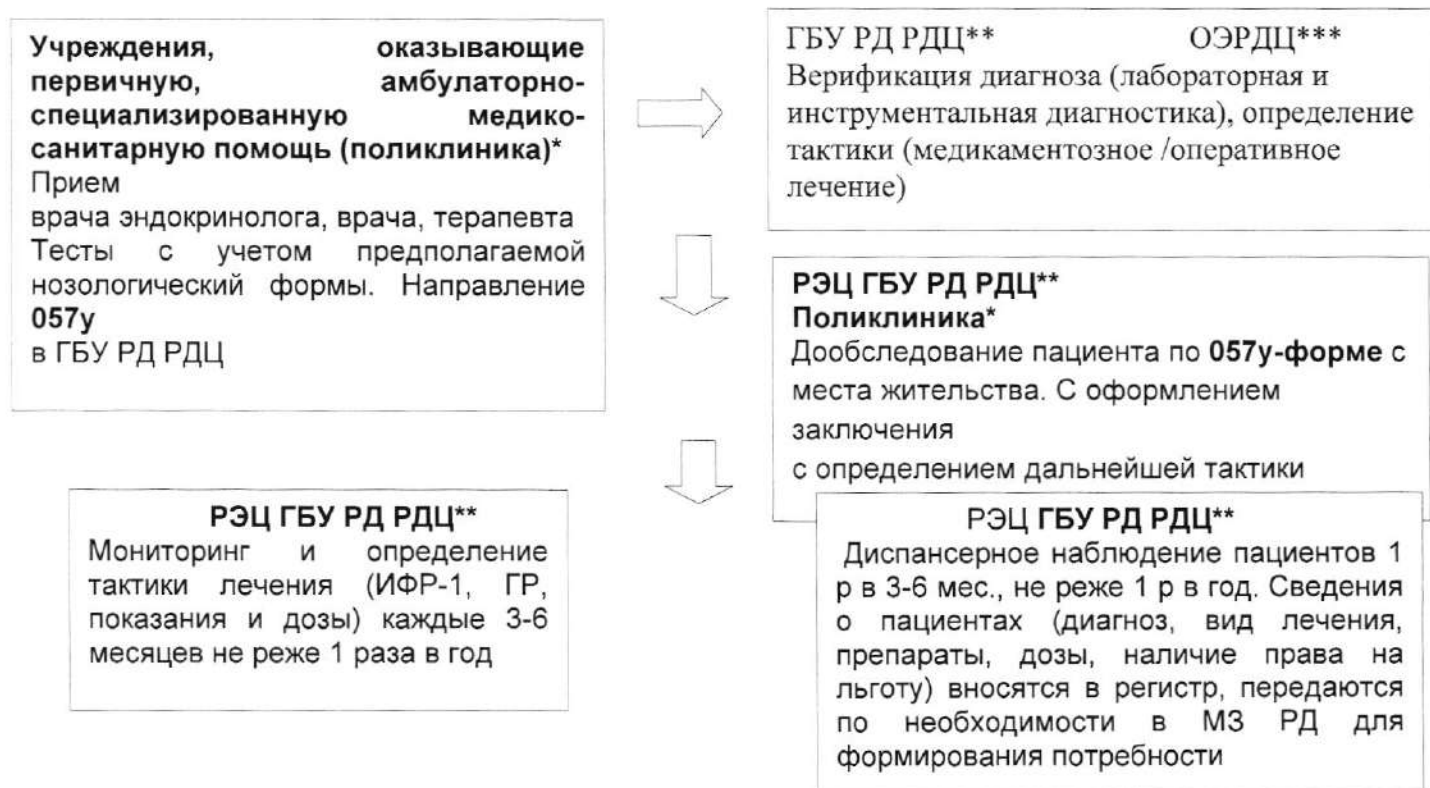 Учреждения, оказывающие
первичную, амбулаторно-
специализированную медико-
санитарную помощь (поликлиника)*
Прием
врача эндокринолога, врача, терапевта
Тесты с учетом предполагаемой
нозологический формы. Направление
057у
в ГБУ РД РДЦ
ГБУ РД РДЦ** ОЭРДЦ***
Верификация диагноза (лабораторная и
инструментальная диагностика), определение
тактики (медикаментозное /оперативное
лечение)
РЭЦ ГБУ РД РДЦ**
Поликлиника*
Дообследование пациента по 057у-форме с
места жительства. С оформлением
заключения
с определением дальнейшей тактики
РЭЦ ГБУ РД РДЦ**
Мониторинг и определение
тактики лечения (ИФР-1, ГР,
показания и дозы) каждые 3-6
месяцев не реже 1 раза в год
РЭЦ ГБУ РД РДЦ**
Диспансерное наблюдение пациентов 1
р в 3-6 мес., не реже 1 р в год. Сведения
о пациентах (диагноз, вид лечения,
препараты, дозы, наличие права на
льготу) вносятся в регистр, передаются
по необходимости в МЗ РД для
формирования потребности